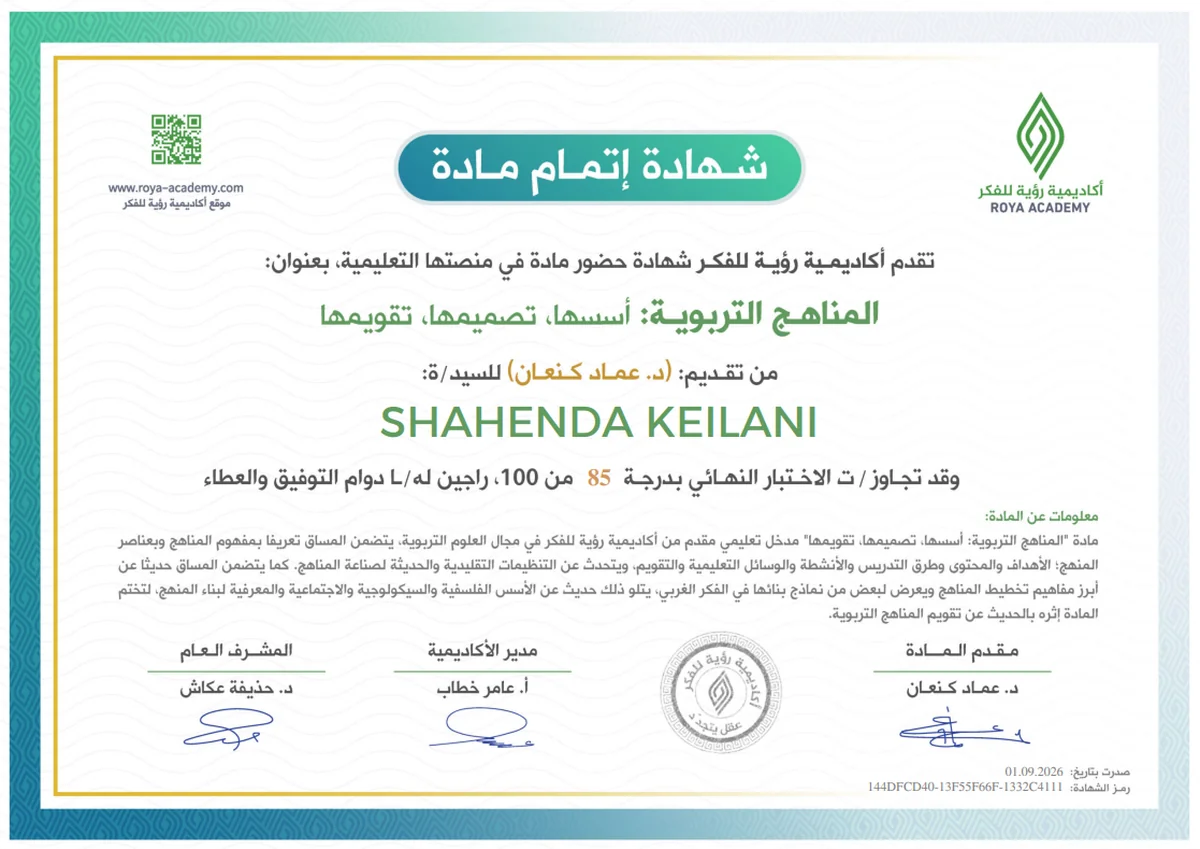 أكاديمية رؤية للفكر
ROYA ACADEMY
شهادة إتمام مادة
www.roya-academy.com
موقع أكاديمية رؤية للفكر
تقدم أكاديمية رؤية للفكر شهادة حضور مادة في منصتها التعليمية، بعنوان:
المناهج التربوية: أسسها، تصميمها، تقويمها
من تقديم: (د. عماد كنعان) للسيد/ة:
SHAHENDA KEILANI
وقد تجاوز/ ت الاختبار النهائي بدرجة 85 من 100، راجين له/ـا دوام التوفيق والعطاء
معلومات عن المادة:
مادة "المناهج التربوية: أسسها، تصميمها، تقويمها" مدخل تعليمي مقدم من أكاديمية رؤية للفكر في مجال العلوم التربوية، يتضمن المساق تعريفا بمفهوم المناهج وبعناصر
المنهج؛ الأهداف والمحتوى وطرق التدريس والأنشطة والوسائل التعليمية والتقويم، ويتحدث عن التنظيمات التقليدية والحديثة لصناعة المناهج. كما يتضمن المساق حديثا عن
أبرز مفاهيم تخطيط المناهج ويعرض لبعض من نماذج بنائها في الفكر الغربي، يتلو ذلك حديث عن الأسس الفلسفية والسيكولوجية والاجتماعية والمعرفية لبناء المنهج، لتختم
المادة إثره بالحديث عن تقويم المناهج التربوية.
مقدم المادة
د. عماد كنعان
أكاديمية رؤية للفكر
عقل يتجدد
مدير الأكاديمية
أ. عامر خطاب
المشرف العام
د. حذيفة عكاش
صدرت بتاريخ: 01.09.2026
رمز الشهادة: 144DFCD40-13F55F66F-1332C4111